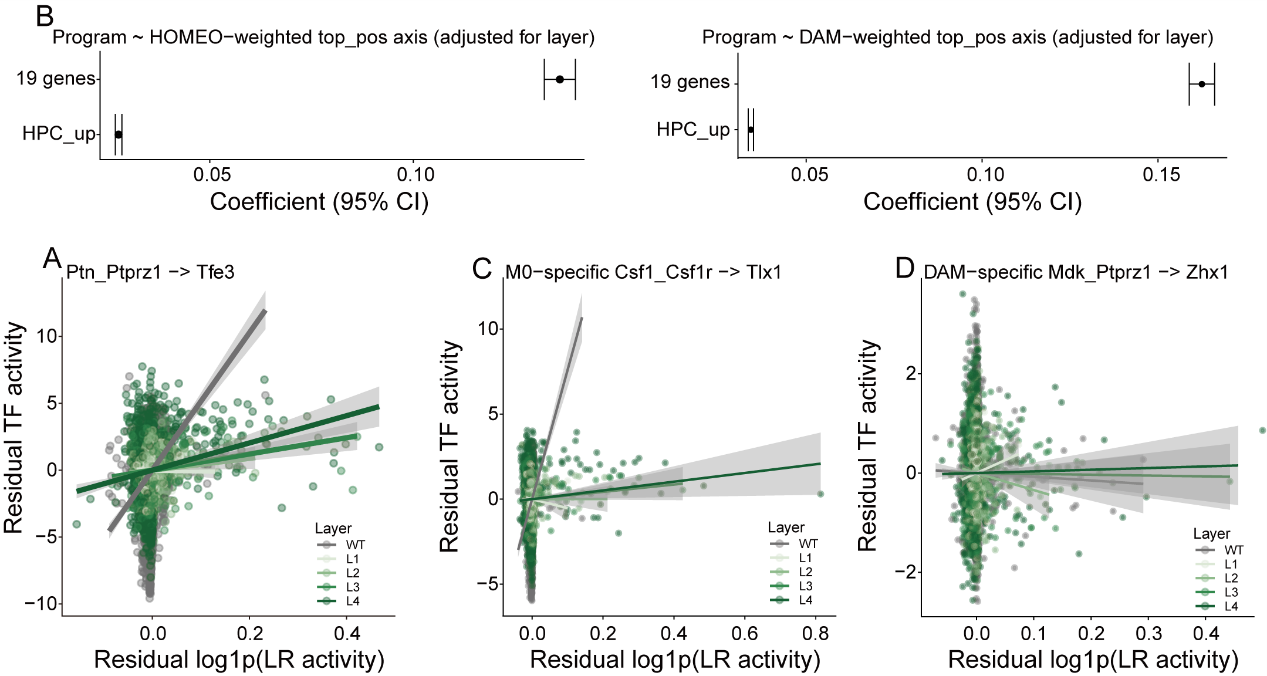 B
Program ~ HOMEO−weighted top_pos axis (adjusted for layer)
19 genes
HPC_up
0.05 0.10
Coefficient (95% CI)
Program ~ DAM−weighted top_pos axis (adjusted for layer)
19 genes
HPC_up
0.05 0.10 0.15
Coefficient (95% CI)
A
Ptn_Ptprz1 −> Tfe3
Residual TF activity
10
5
0
−5
−10
Layer
WT
L1
L2
L3
L4
0.0 0.2 0.4
Residual log1p(LR activity)
C
M0−specific Csf1_Csf1r −> Tlx1
Residual TF activity
10
5
0
−5
Layer
WT
L1
L2
L3
L4
0.0 0.2 0.4 0.6 0.8
Residual log1p(LR activity)
D
DAM−specific Mdk_Ptprz1 −> Zhx1
Residual TF activity
2
0
−2
Layer
WT
L1
L2
L3
L4
0.0 0.1 0.2 0.3 0.4
Residual log1p(LR activity)